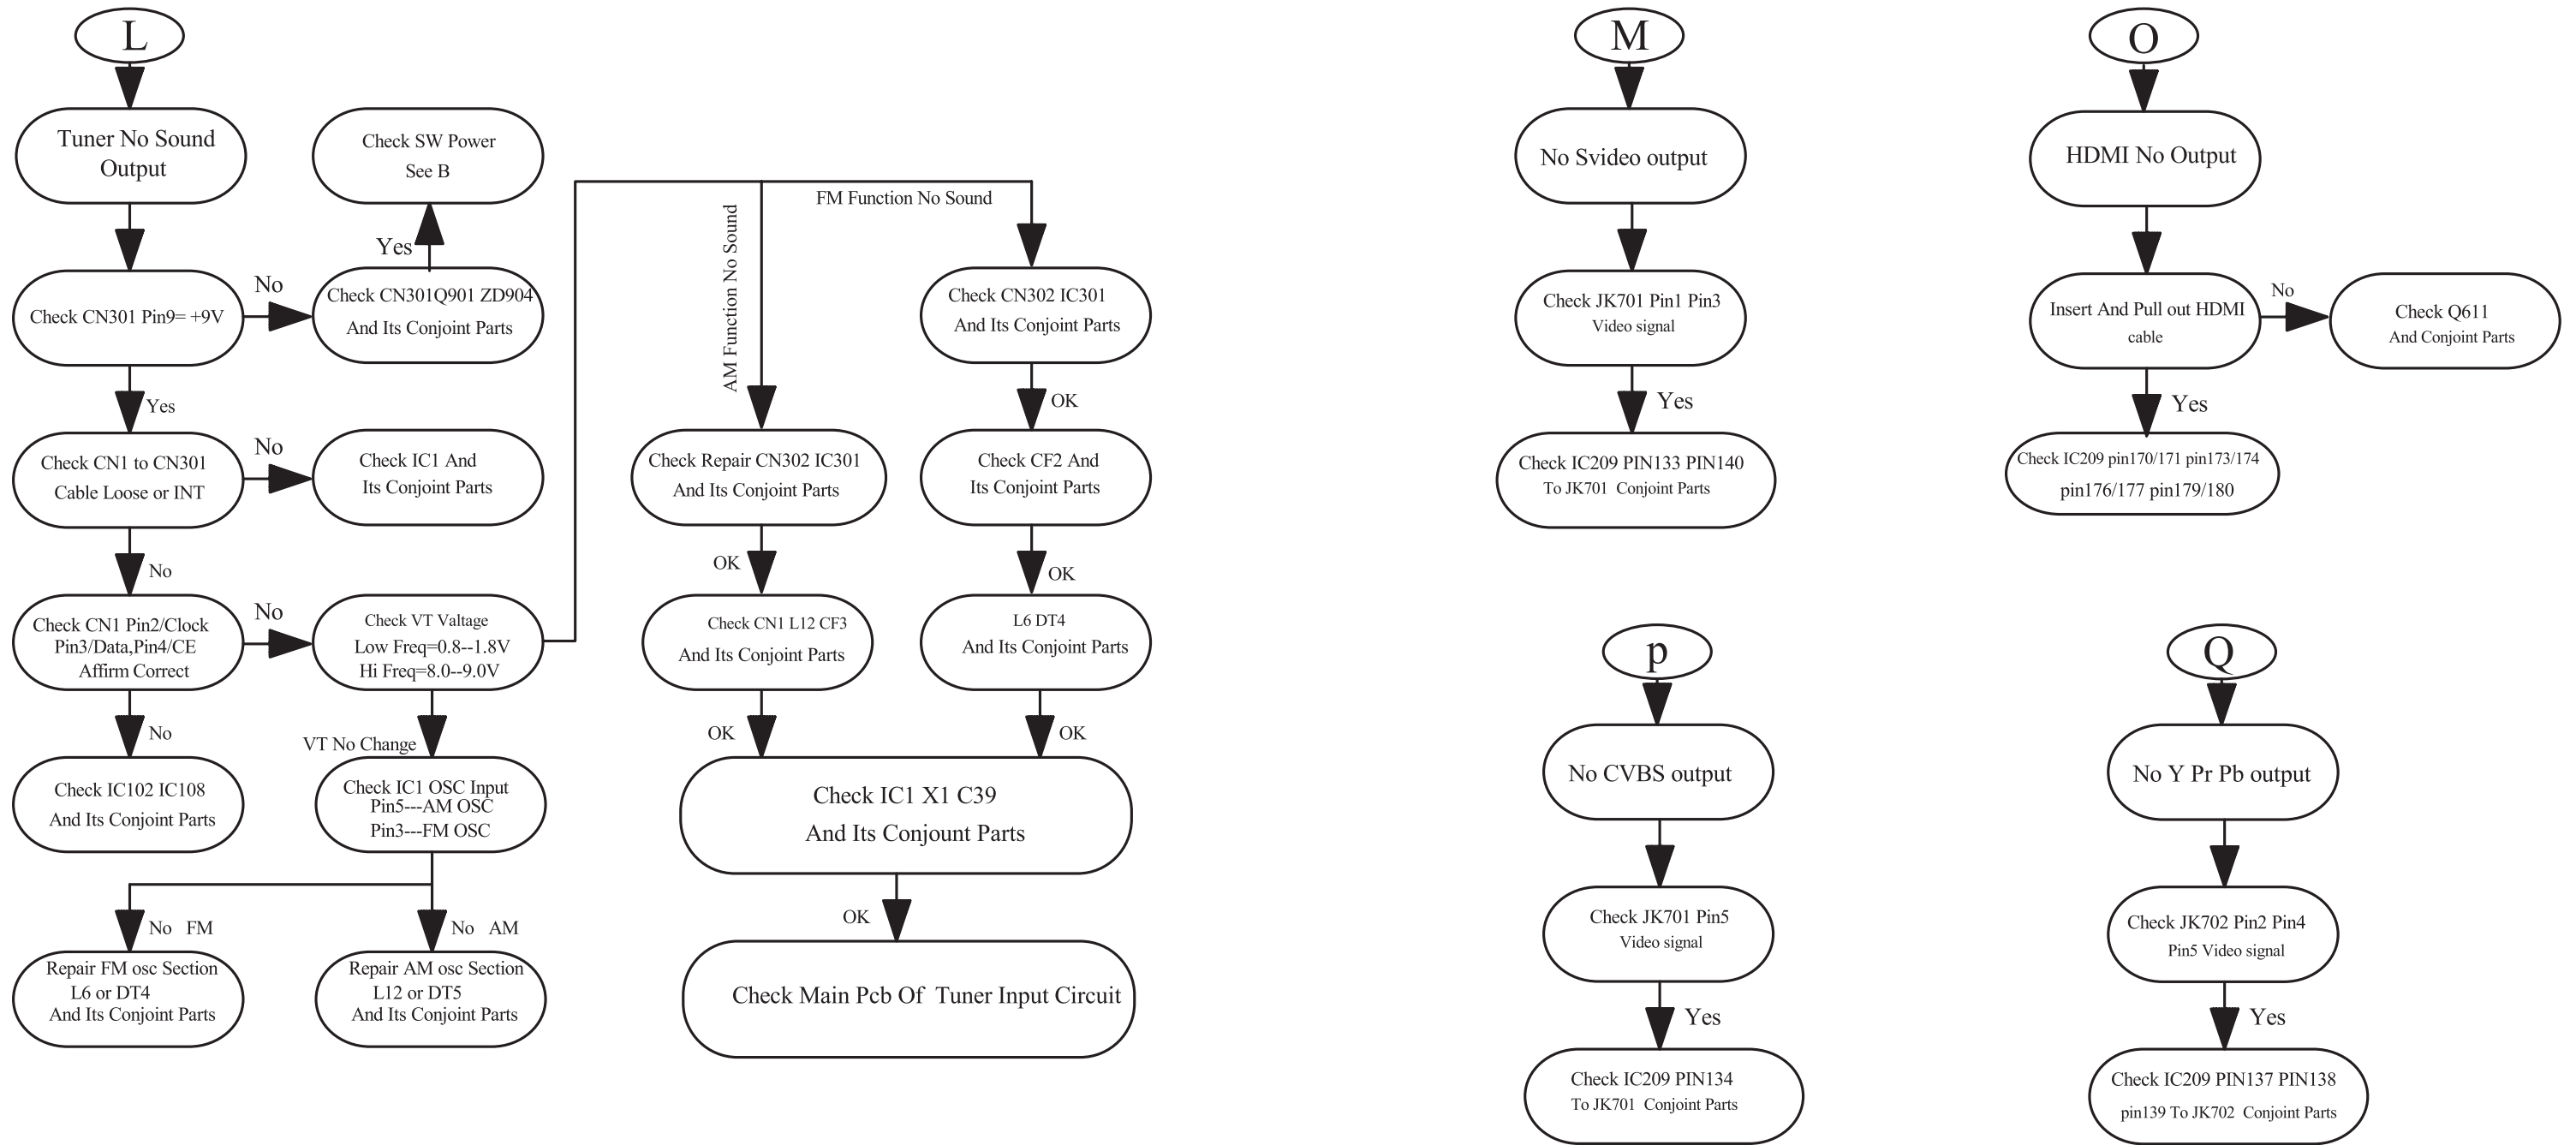 L
Tuner No Sound
Output
Check SW Power
See B
Yes
Check CN301 Pin9= +9V
No
Check CN301Q901 ZD904
And Its Conjoint Parts
Yes
Check CN1 to CN301
Cable Loose or INT
No
Check IC1 And
Its Conjoint Parts
No
Check CN1 Pin2/Clock
Pin3/Data,Pin4/CE
Affirm Correct
No
Check VT Valtage
Low Freq=0.8--1.8V
Hi Freq=8.0--9.0V
No
Check IC102 IC108
And Its Conjoint Parts
VT No Change
Check IC1 OSC Input
Pin5---AM OSC
Pin3---FM OSC
No FM
Repair FM osc Section
L6 or DT4
And Its Conjoint Parts
No AM
Repair AM osc Section
L12 or DT5
And Its Conjoint Parts
AM Function No Sound
Check Repair CN302 IC301
And Its Conjoint Parts
OK
Check CN1 L12 CF3
And Its Conjoint Parts
OK
FM Function No Sound
Check CN302 IC301
And Its Conjoint Parts
OK
Check CF2 And
Its Conjoint Parts
OK
L6 DT4
And Its Conjoint Parts
OK
Check IC1 X1 C39
And Its Conjount Parts
OK
Check Main Pcb Of Tuner Input Circuit
M
No Svideo output
Check JK701 Pin1 Pin3
Video signal
Yes
Check IC209 PIN133 PIN140
To JK701 Conjoint Parts
O
HDMI No Output
Insert And Pull out HDMI
cable
No
Check Q611
And Conjoint Parts
Yes
Check IC209 pin170/171 pin173/174
pin176/177 pin179/180
p
No CVBS output
Check JK701 Pin5
Video signal
Yes
Check IC209 PIN134
To JK701 Conjoint Parts
Q
No Y Pr Pb output
Check JK702 Pin2 Pin4
Pin5 Video signal
Yes
Check IC209 PIN137 PIN138
pin139 To JK702 Conjoint Parts